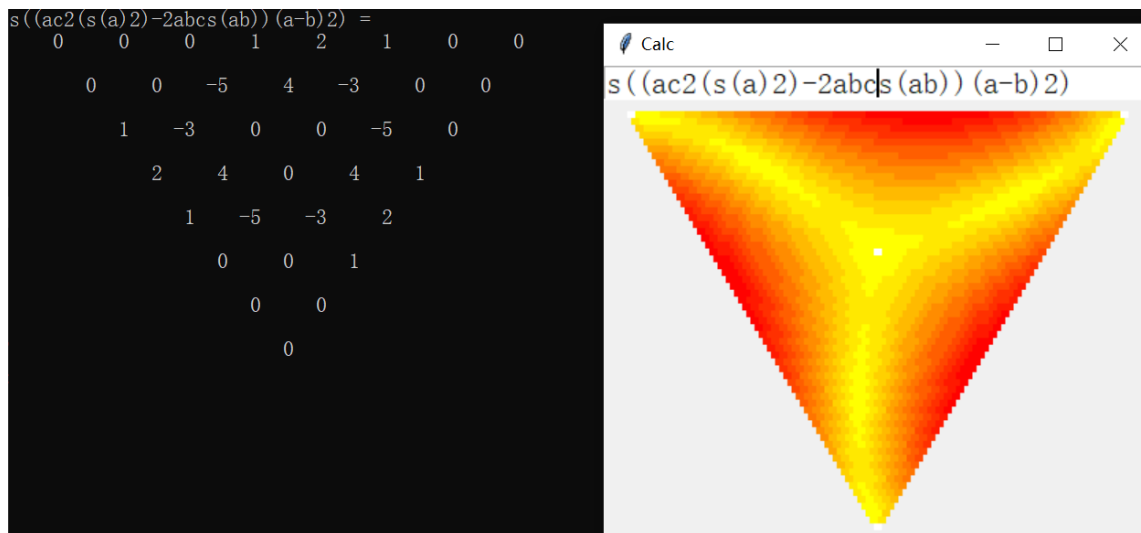 s((ac2(s(a)2)-2abcs(ab))(a-b)2) =
0 0 0 1 2 1 0 0
0 0 -5 4 -3 0 0
1 -3 0 0 -5 0
2 4 0 4 1
1 -5 -3 2
0 0 1
0 0
0
Calc
s((ac2(s(a)2)-2abcs(ab))(a-b)2)